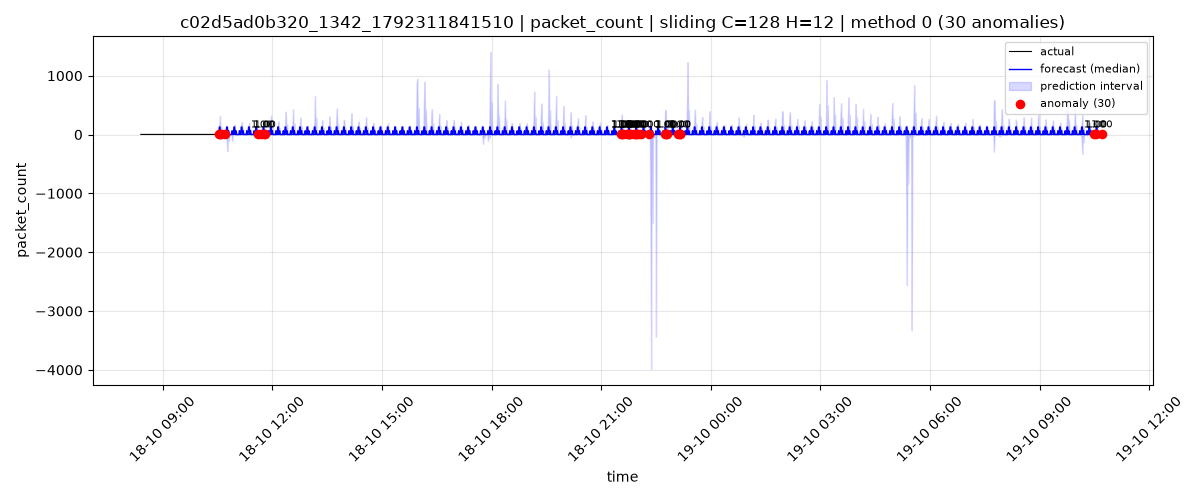 c02d5ad0b320_1342_1792311841510 | packet_count | sliding C=128 H=12 | method 0 (30 anomalies)
actual
forecast (median)
prediction interval
anomaly (30)
packet_count
1000
0
−1000
−2000
−3000
−4000
18-10 09:00
18-10 12:00
18-10 15:00
18-10 18:00
18-10 21:00
19-10 00:00
19-10 03:00
19-10 06:00
19-10 09:00
19-10 12:00
time